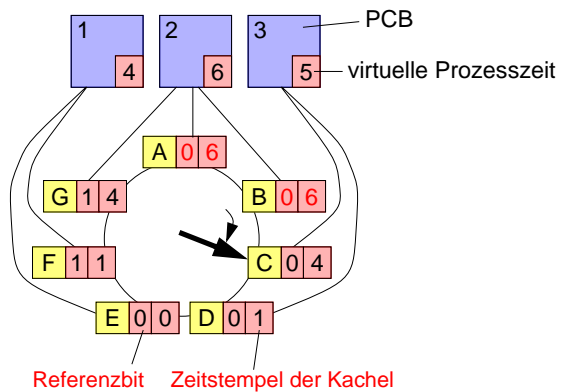 1 2 3 PCB
4 6 5 virtuelle Prozesszeit
A 0 6
G 1 4 B 0 6
F 1 1 C 0 4
E 0 0 D 0 1
Referenzbit Zeitstempel der Kachel